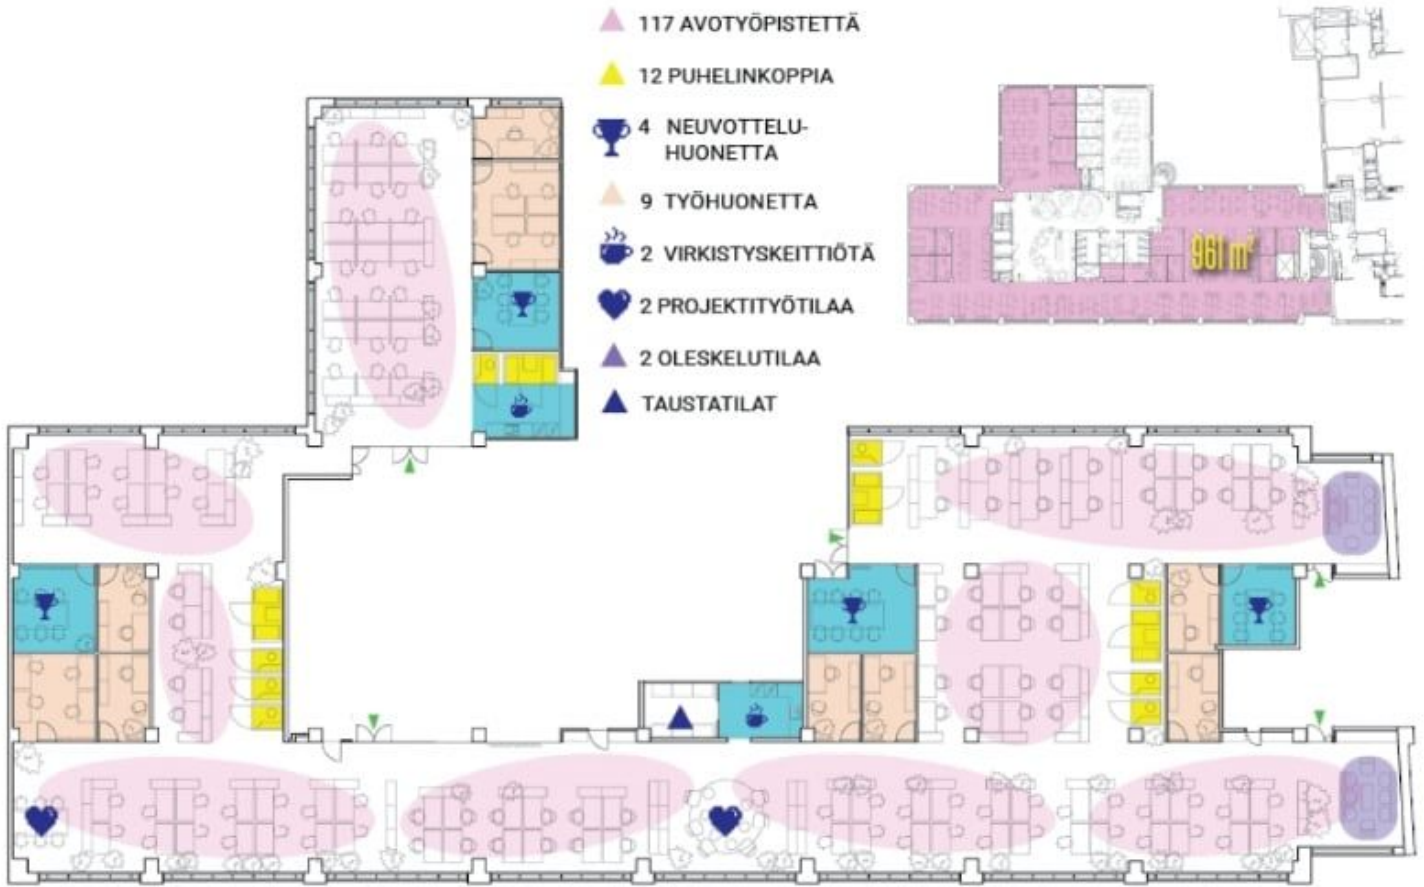 117 AVOTYÖPISTETTÄ
12 PUHELINKOPPIA
4 NEUVOTTELU-
HUONETTA
9 TYÖHUONETTA
2 VIRKISTYSKEITTIÖTÄ
2 PROJEKTITYÖTILAA
2 OLESKELUTILAA
TAUSTATILAT
961 m²